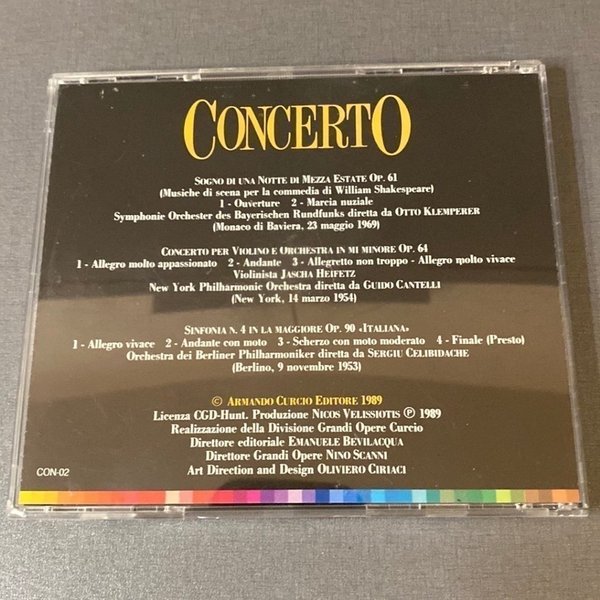 CONCERTO
SOGNO DI UNA NOTTE DI MEZZA ESTATE OP. 61
(Musiche di scena per la commedia di William Shakespeare)
1 - Ouverture 2 - Marcia nuziale
Symphonie Orchester des Bayerischen Rundfunks diretta da OTTO KLEMPERER
(Monaco di Baviera, 23 maggio 1969)
CONCERTO PER VIOLINO E ORCHESTRA IN MI MINORE OP. 64
1 - Allegro molto appassionato 2 - Andante 3 - Allegretto non troppo - Allegro molto vivace
Violinista JASCHA HEIFETZ
New York Philharmonic Orchestra diretta da GUIDO CANTELLI
(New York, 14 marzo 1954)
SINFONIA N. 4 IN LA MAGGIORE OP. 90 «ITALIANA»
1 - Allegro vivace 2 - Andante con moto 3 - Scherzo con moto moderato 4 - Finale (Presto)
Orchestra dei Berliner Philharmoniker diretta da SERGIU CELIBIDACHE
(Berlino, 9 novembre 1953)
© ARMANDO CURCIO EDITORE 1989
Licenza CGD-Hunt. Produzione NICOS VELISSIOTIS ℗ 1989
Realizzazione della Divisione Grandi Opere Curcio
Direttore editoriale EMANUELE BEVILACQUA
Direttore Grandi Opere NINO SCANNI
Art Direction and Design OLIVIERO CIRIACI
CON-02